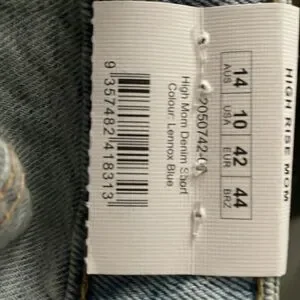 HIGH RISE MOM
14 10 42 44
AUS USA EUR BRZ
High Mom Denim Short
Colour: Lennox Blue
9 357482 418313